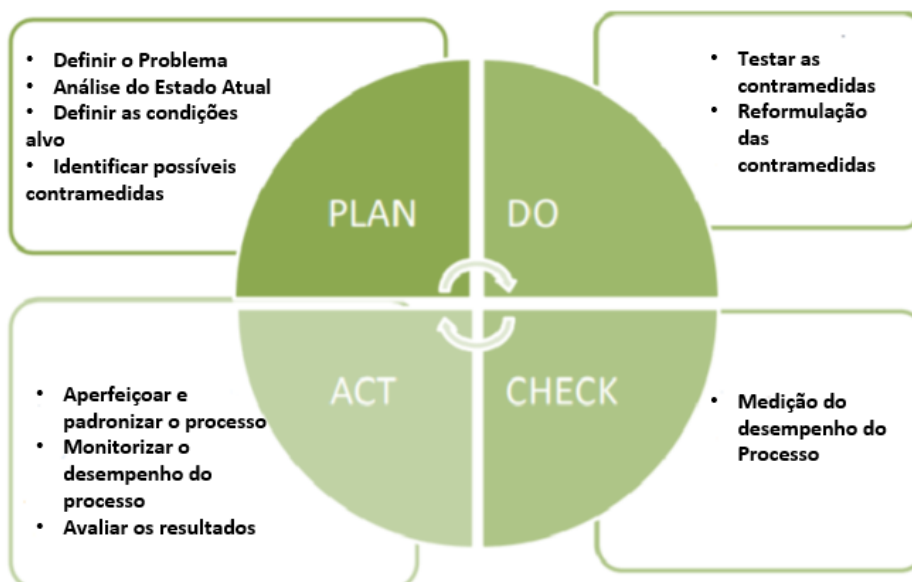 • Definir o Problema
• Análise do Estado Atual
• Definir as condições
alvo
• Identificar possíveis
contramedidas
PLAN
DO
• Testar as
contramedidas
• Reformulação
das
contramedidas
• Aperfeiçoar e
padronizar o processo
• Monitorizar o
desempenho do
processo
• Avaliar os resultados
ACT
CHECK
• Medição do
desempenho do
Processo